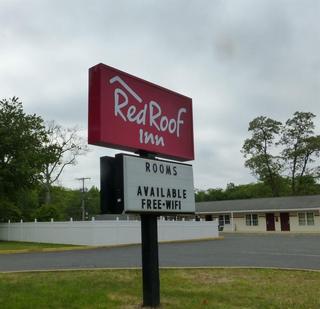 Red Roof
Inn
ROOMS
AVAILABLE
FREE-WIFI